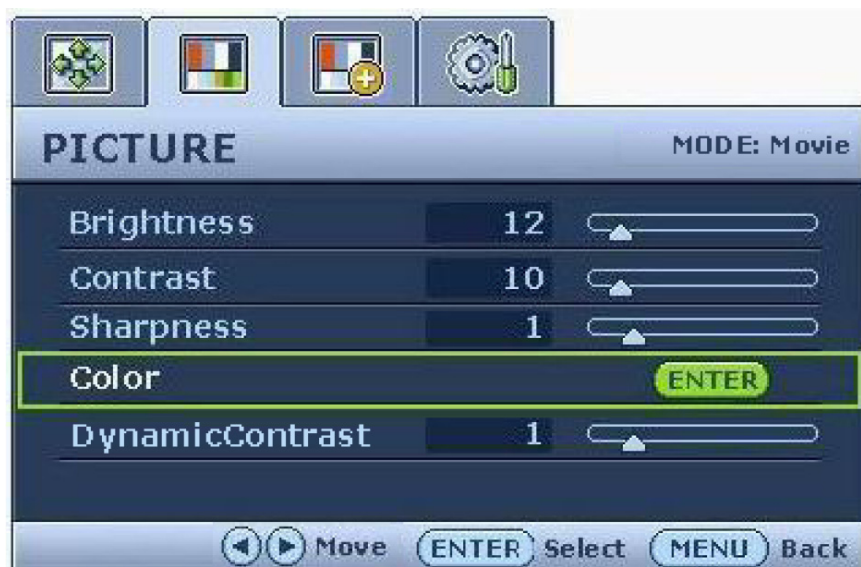 PICTURE MODE: Movie
Brightness 12
Contrast 10
Sharpness 1
Color ENTER
DynamicContrast 1
Move ENTER Select MENU Back